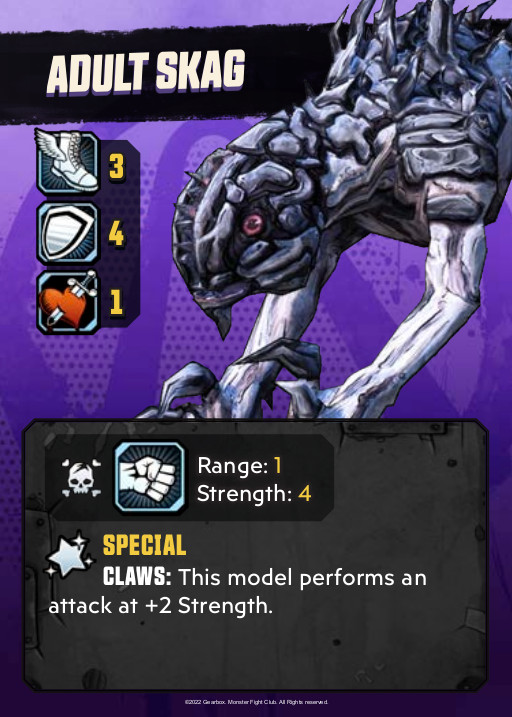 ADULT SKAG
3
4
1
Range: 1
Strength: 4
SPECIAL
CLAWS: This model performs an
attack at +2 Strength.
©2022 Gearbox. Monster Fight Club. All Rights reserved.